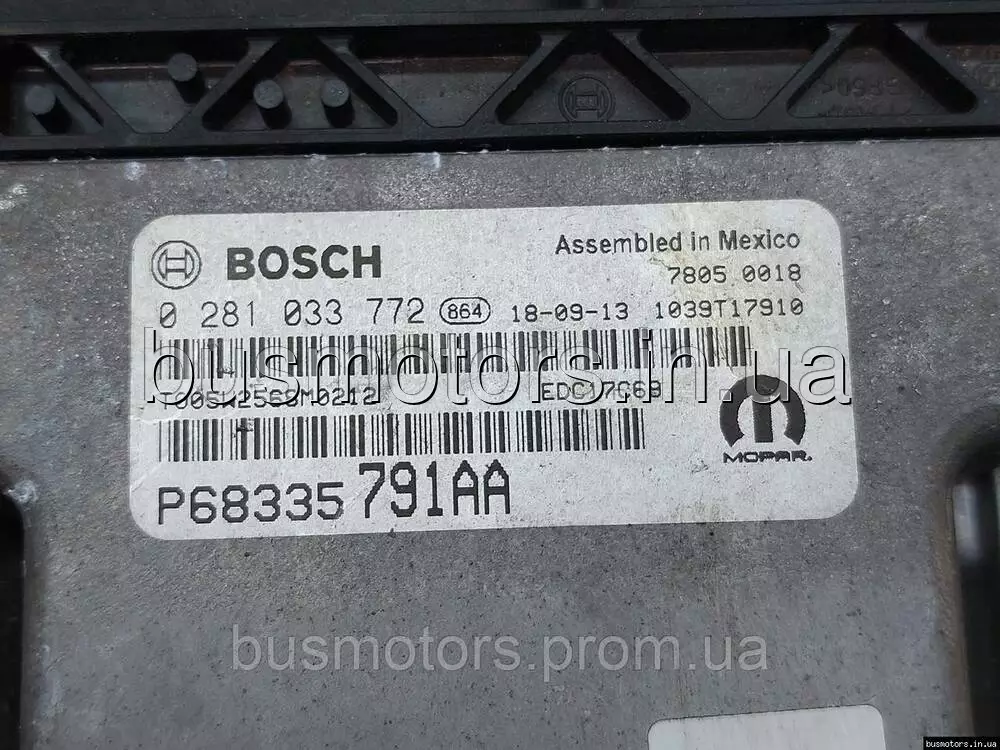 BOSCH
Assembled in Mexico
7805 0018
0 281 033 772 864 18-09-13 1039T17910
busmotors.in.ua
EDC17C69
MOPAR.
P68335791AA
busmotors.prom.ua
busmotors.in.ua